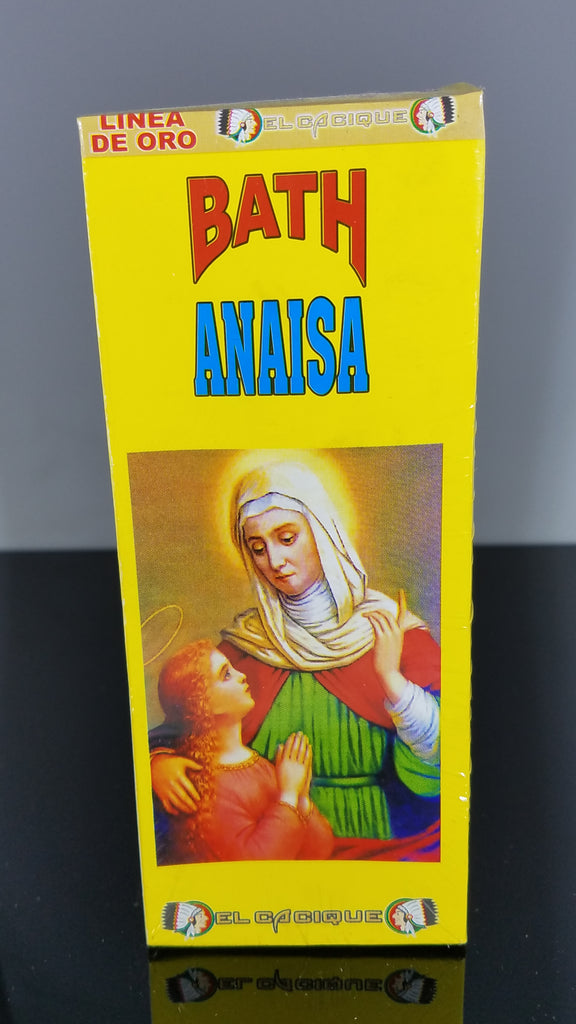 LINEA
DE ORO
EL CACIQUE
BATH
ANAISA
EL CACIQUE